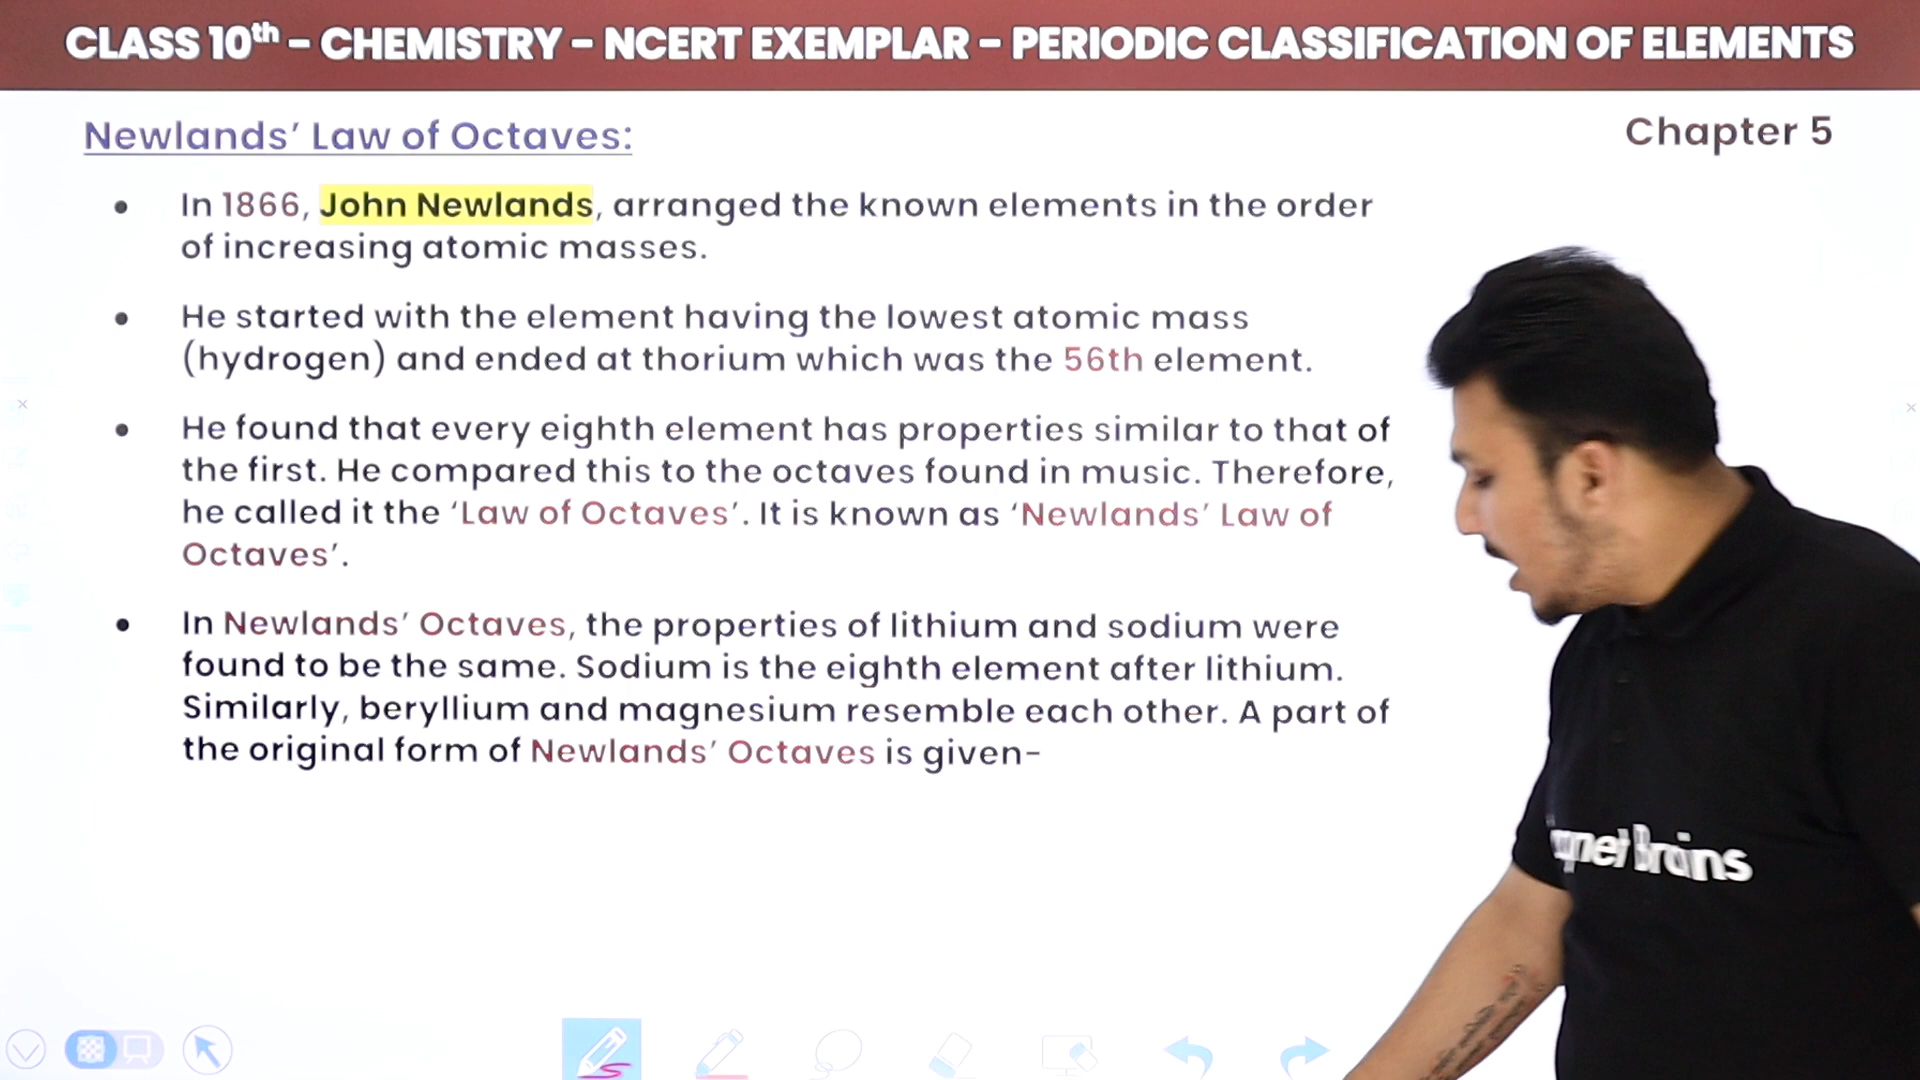 CLASS 10th – CHEMISTRY – NCERT EXEMPLAR – PERIODIC CLASSIFICATION OF ELEMENTS
Newlands’ Law of Octaves:
Chapter 5
• In 1866, John Newlands, arranged the known elements in the order
of increasing atomic masses.
• He started with the element having the lowest atomic mass
(hydrogen) and ended at thorium which was the 56th element.
• He found that every eighth element has properties similar to that of
the first. He compared this to the octaves found in music. Therefore,
he called it the ‘Law of Octaves’. It is known as ‘Newlands’ Law of
Octaves’.
• In Newlands’ Octaves, the properties of lithium and sodium were
found to be the same. Sodium is the eighth element after lithium.
Similarly, beryllium and magnesium resemble each other. A part of
the original form of Newlands’ Octaves is given-
Brains